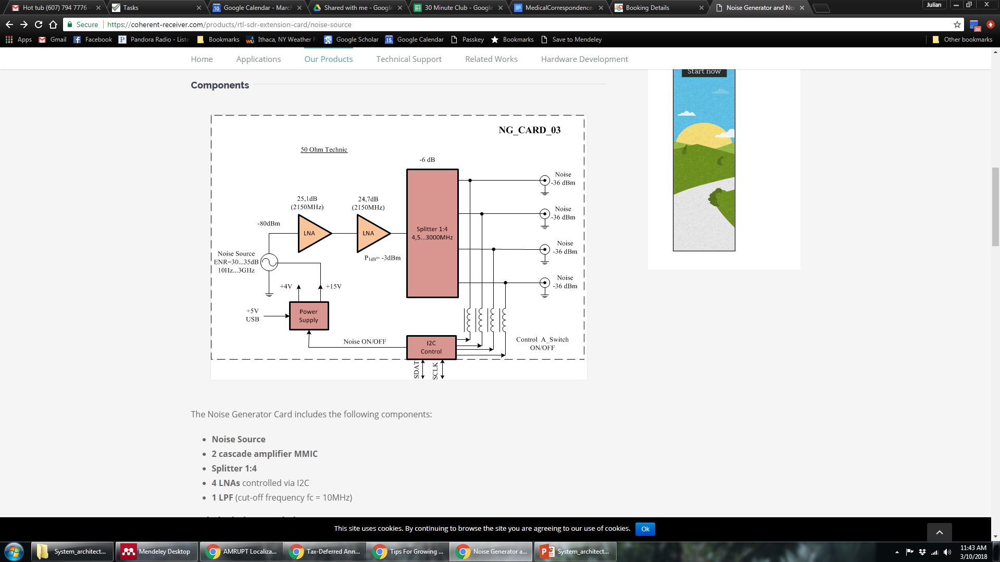 Hot tub (607) 794 7776 -
Tasks
Google Calendar - March
Shared with me - Google
30 Minute Club - Google
MedicalCorrespondence.
Booking Details
Noise Generator and Noi
Julian
Secure
https://coherent-receiver.com/products/rtl-sdr-extension-card/noise-source
2d
Apps
Gmail
Facebook
Pandora Radio - Liste
Bookmarks
Ithaca, NY Weather F
Google Scholar
Google Calendar
Passkey
Bookmarks
Save to Mendeley
Other bookmarks
Home
Applications
Our Products
Technical Support
Related Works
Hardware Development
Start now
Components
NG_CARD_03
50 Ohm Technic
-6 dB
Noise
-36 dBm
25,1dB
(2150MHz)
24,7dB
(2150MHz)
Noise
-36 dBm
-80dBm
LNA
LNA
Splitter 1:4
4,5...3000MHz
Noise
-36 dBm
Noise Source
ENR=30...35dB
10Hz...3GHz
P1dB= -3dBm
Noise
-36 dBm
+4V
+15V
+5V
USB
Power
Supply
Noise ON/OFF
I2C
Control
Control A_Switch
ON/OFF
SDAT
SCLK
The Noise Generator Card includes the following components:
• Noise Source
• 2 cascade amplifier MMIC
• Splitter 1:4
• 4 LNAs controlled via I2C
• 1 LPF (cut-off frequency fc = 10MHz)
This site uses cookies. By continuing to browse the site you are agreeing to our use of cookies.
Ok
System_architect...
Mendeley Desktop
AMRUPT Localiza...
Tax-Deferred Ann...
Tips For Growing ...
Noise Generator a...
System_architect...
11:43 AM
3/10/2018